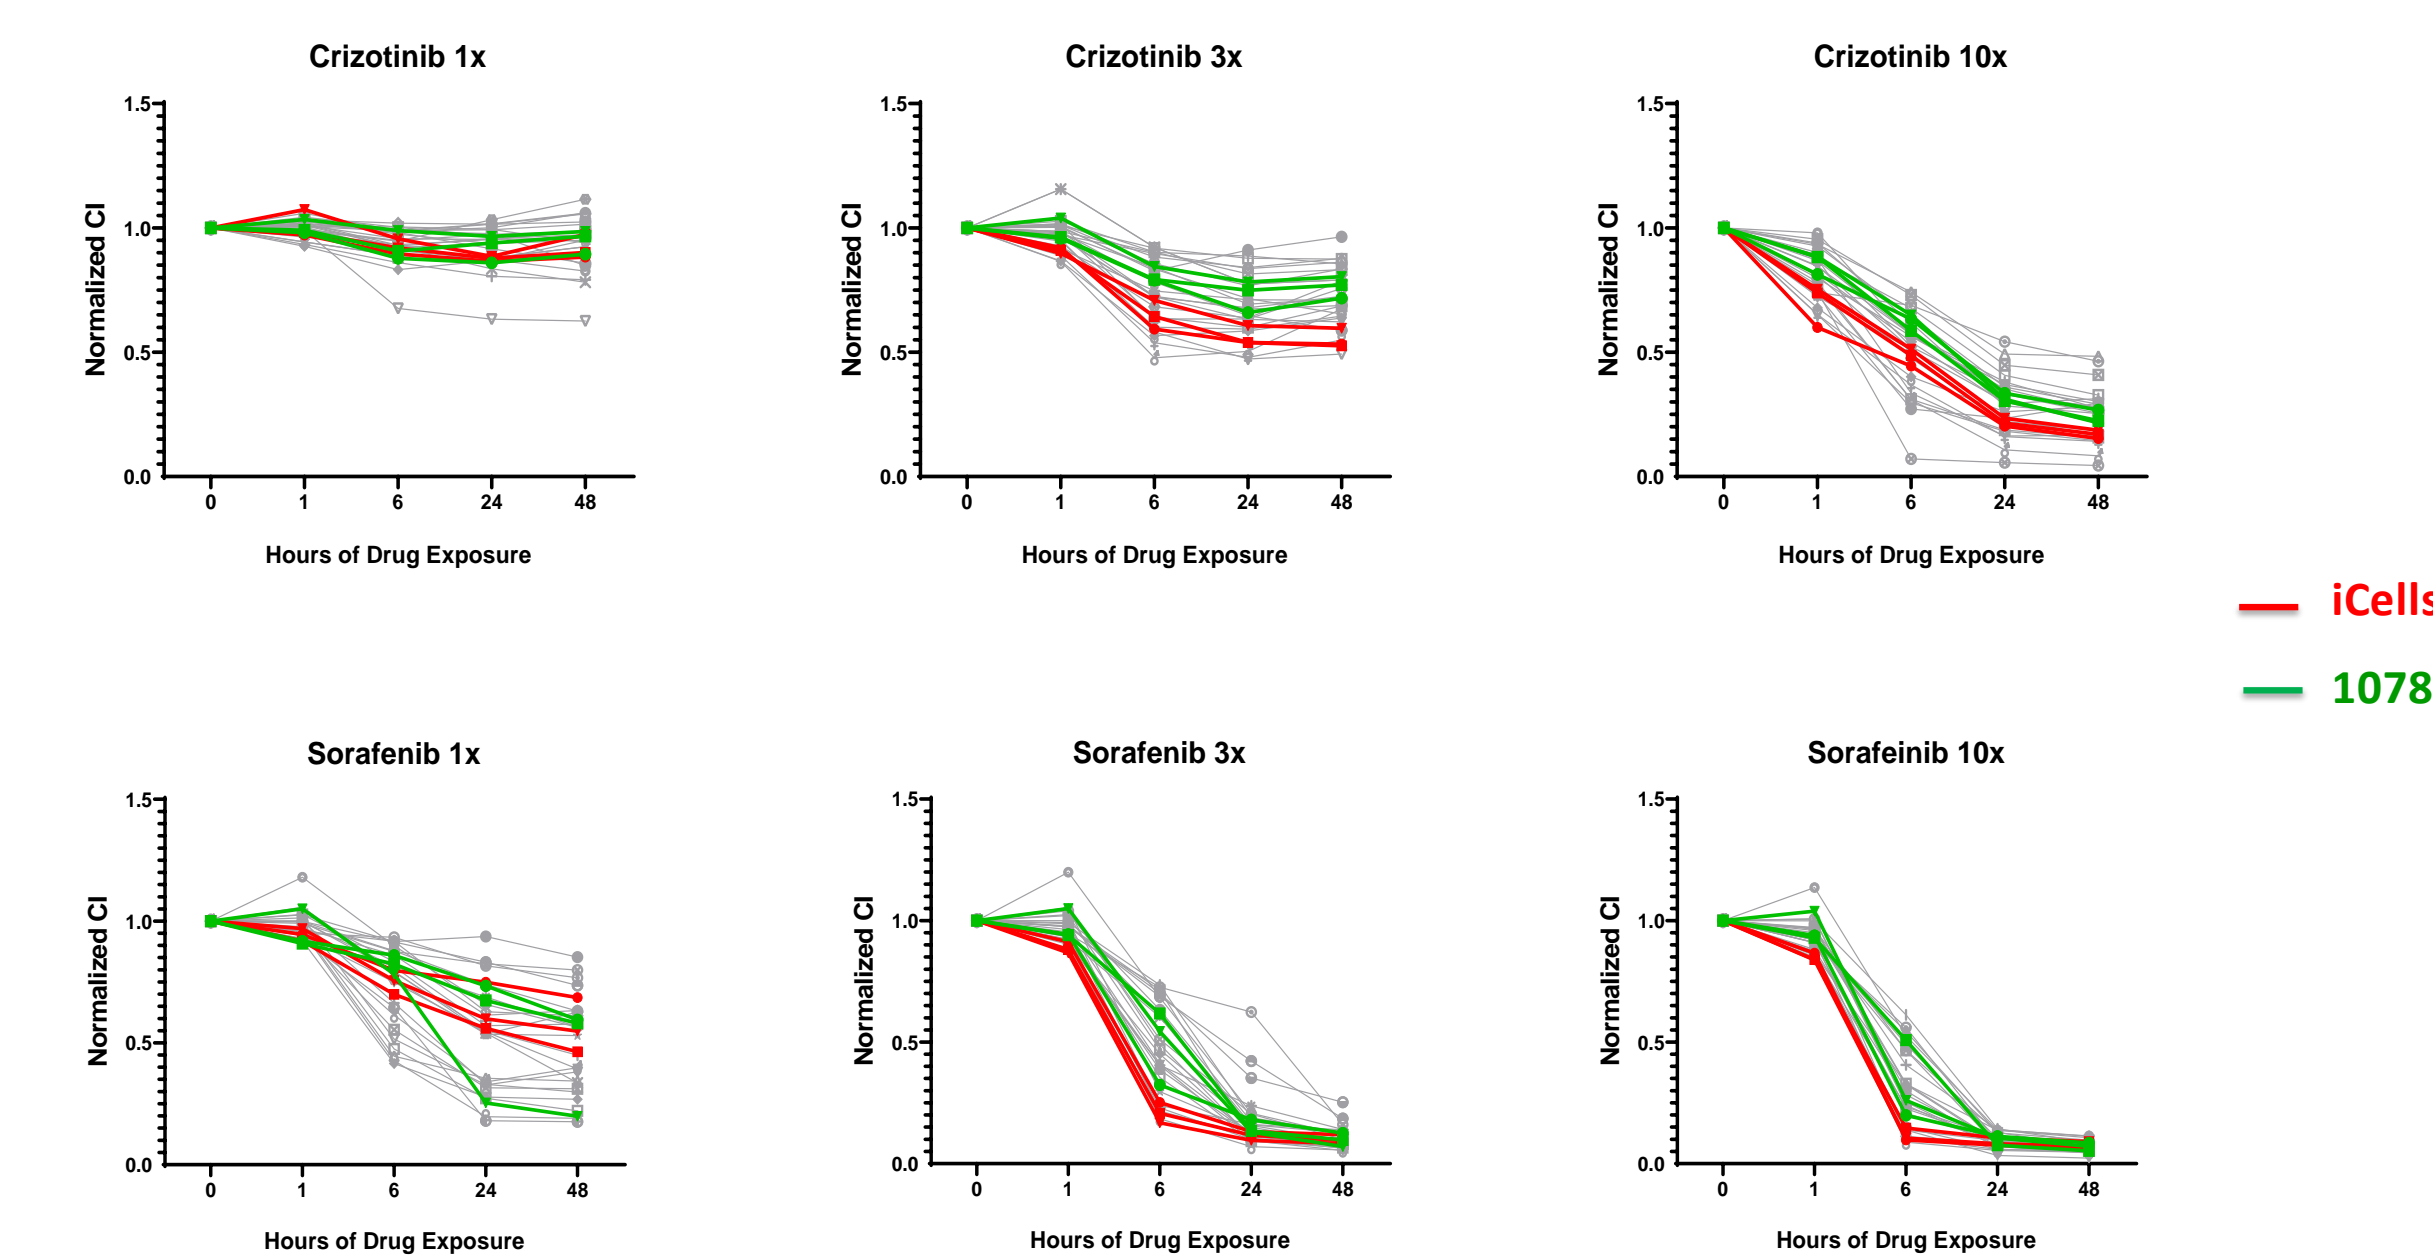 Crizotinib 1x
Crizotinib 3x
Crizotinib 10x
1.5
1.0
0.5
0.0
Normalized CI
0 1 6 24 48
Hours of Drug Exposure
1.5
1.0
0.5
0.0
Normalized CI
0 1 6 24 48
Hours of Drug Exposure
1.5
1.0
0.5
0.0
Normalized CI
0 1 6 24 48
Hours of Drug Exposure
iCells
1078
Sorafenib 1x
Sorafenib 3x
Sorafeinib 10x
1.5
1.0
0.5
0.0
Normalized CI
0 1 6 24 48
Hours of Drug Exposure
1.5
1.0
0.5
0.0
Normalized CI
0 1 6 24 48
Hours of Drug Exposure
1.5
1.0
0.5
0.0
Normalized CI
0 1 6 24 48
Hours of Drug Exposure